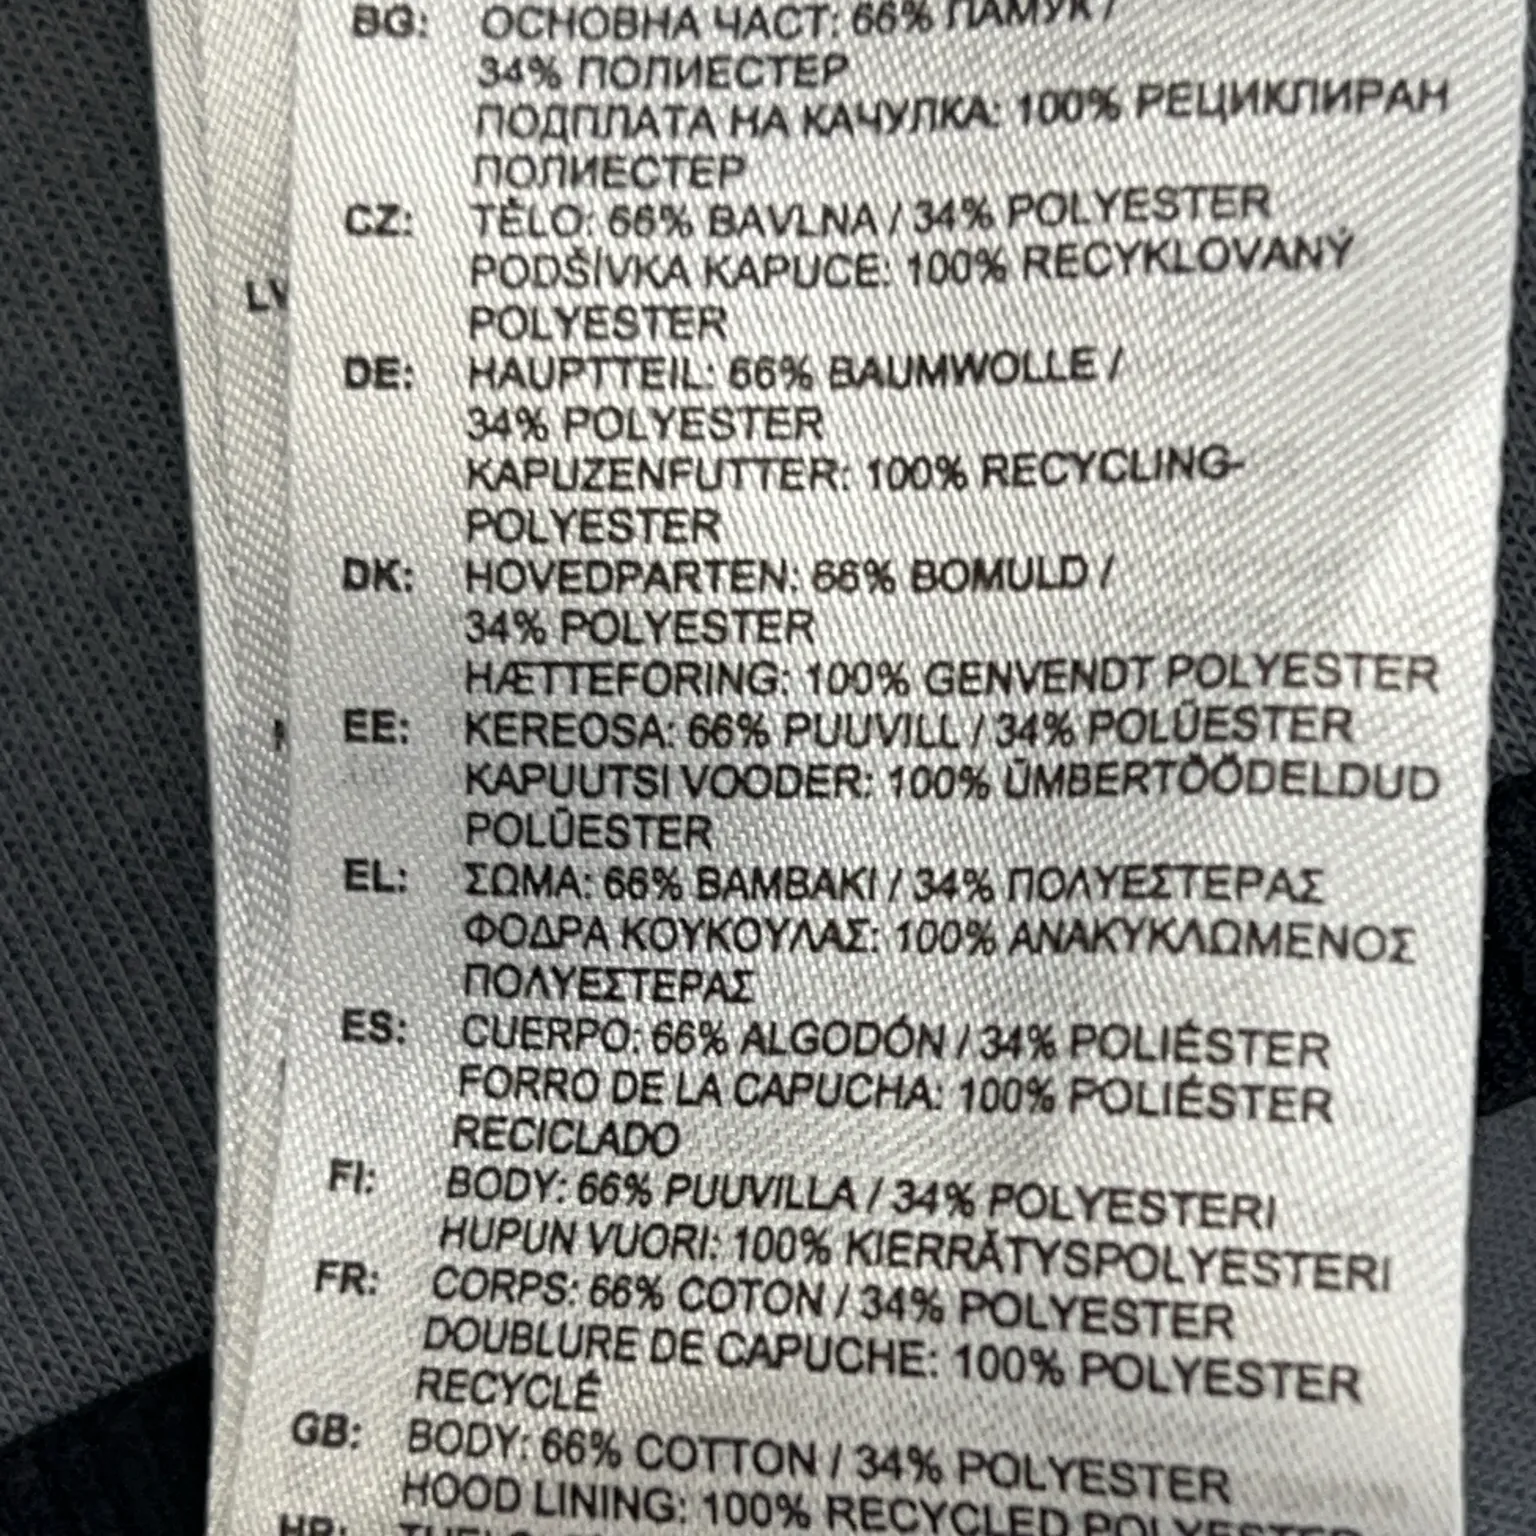 BG: ОСНОВНА ЧАСТ: 66% ПАМУК /
34% ПОЛИЕСТЕР
ПОДПЛАТА НА КАЧУЛКА: 100% РЕЦИКЛИРАН
ПОЛИЕСТЕР
CZ: TĚLO: 66% BAVLNA / 34% POLYESTER
PODŠÍVKA KAPUCE: 100% RECYKLOVANÝ
POLYESTER
LV
DE: HAUPTTEIL: 66% BAUMWOLLE /
34% POLYESTER
KAPUZENFUTTER: 100% RECYCLING-
POLYESTER
DK: HOVEDPARTEN: 66% BOMULD /
34% POLYESTER
HÆTTEFORING: 100% GENVENDT POLYESTER
EE: KEREOSA: 66% PUUVILL / 34% POLÜESTER
KAPUUTSI VOODER: 100% ÜMBERTÖÖDELDUD
POLÜESTER
EL: ΣΩΜΑ: 66% ΒΑΜΒΑΚΙ / 34% ΠΟΛΥΕΣΤΕΡΑΣ
ΦΟΔΡΑ ΚΟΥΚΟΥΛΑΣ: 100% ΑΝΑΚΥΚΛΩΜΕΝΟΣ
ΠΟΛΥΕΣΤΕΡΑΣ
ES: CUERPO: 66% ALGODÓN / 34% POLIÉSTER
FORRO DE LA CAPUCHA: 100% POLIÉSTER
RECICLADO
FI: BODY: 66% PUUVILLA / 34% POLYESTERI
HUPUN VUORI: 100% KIERRÄTYSPOLYESTERI
FR: CORPS: 66% COTON / 34% POLYESTER
DOUBLURE DE CAPUCHE: 100% POLYESTER
RECYCLÉ
GB: BODY: 66% COTTON / 34% POLYESTER
HOOD LINING: 100% RECYCLED POLYESTER
HR: